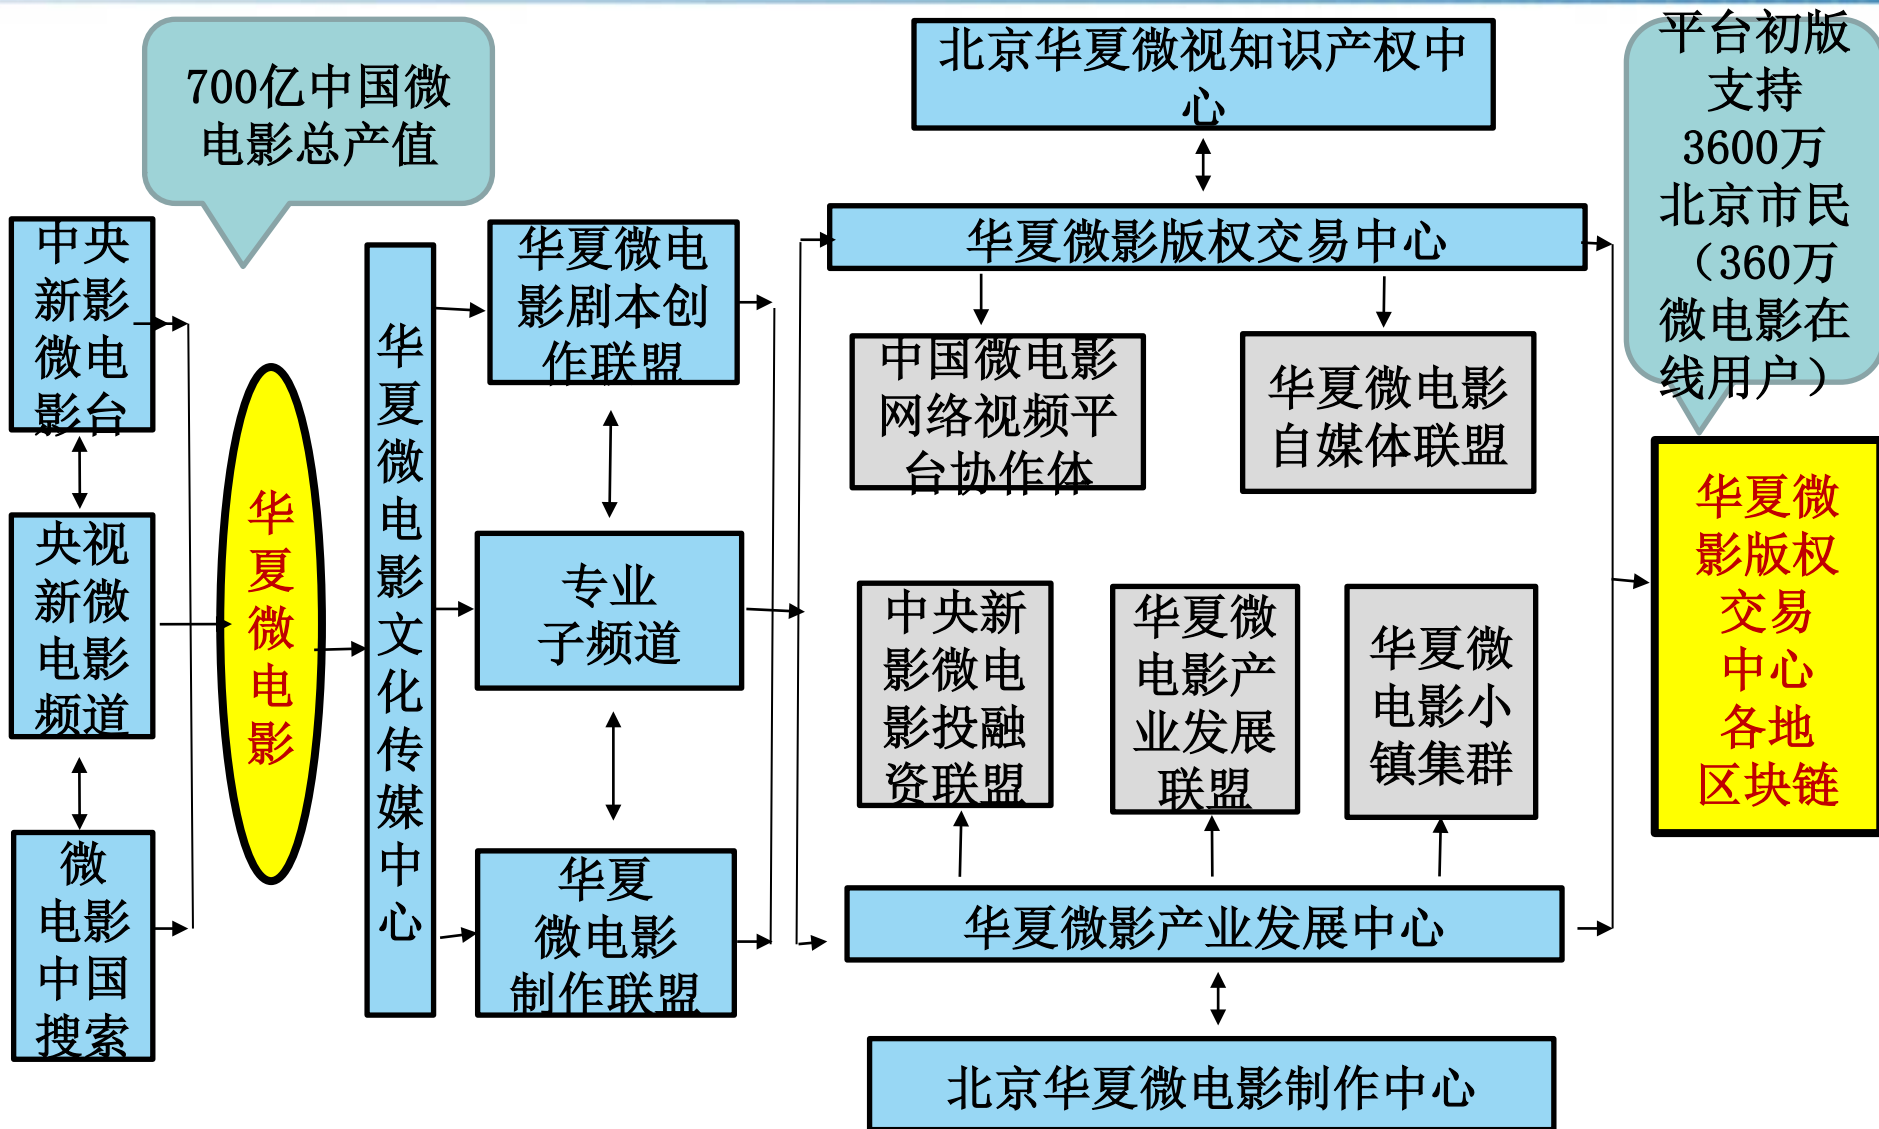 700亿中国微
电影总产值
北京华夏微视知识产权中
心
平台初版
支持
3600万
北京市民
（360万
微电影在
线用户）
中央
新影
微电
影台
央视
新微
电影
频道
微
电影
中国
搜索
华
夏
微
电
影
华
夏
微
电
影
文
化
传
媒
中
心
华夏微电
影剧本创
作联盟
专业
子频道
华夏
微电影
制作联盟
华夏微影版权交易中心
中国微电影
网络视频平
台协作体
华夏微电影
自媒体联盟
中央新
影微电
影投融
资联盟
华夏微
电影产
业发展
联盟
华夏微
电影小
镇集群
华夏微影产业发展中心
北京华夏微电影制作中心
华夏微
影版权
交易
中心
各地
区块链